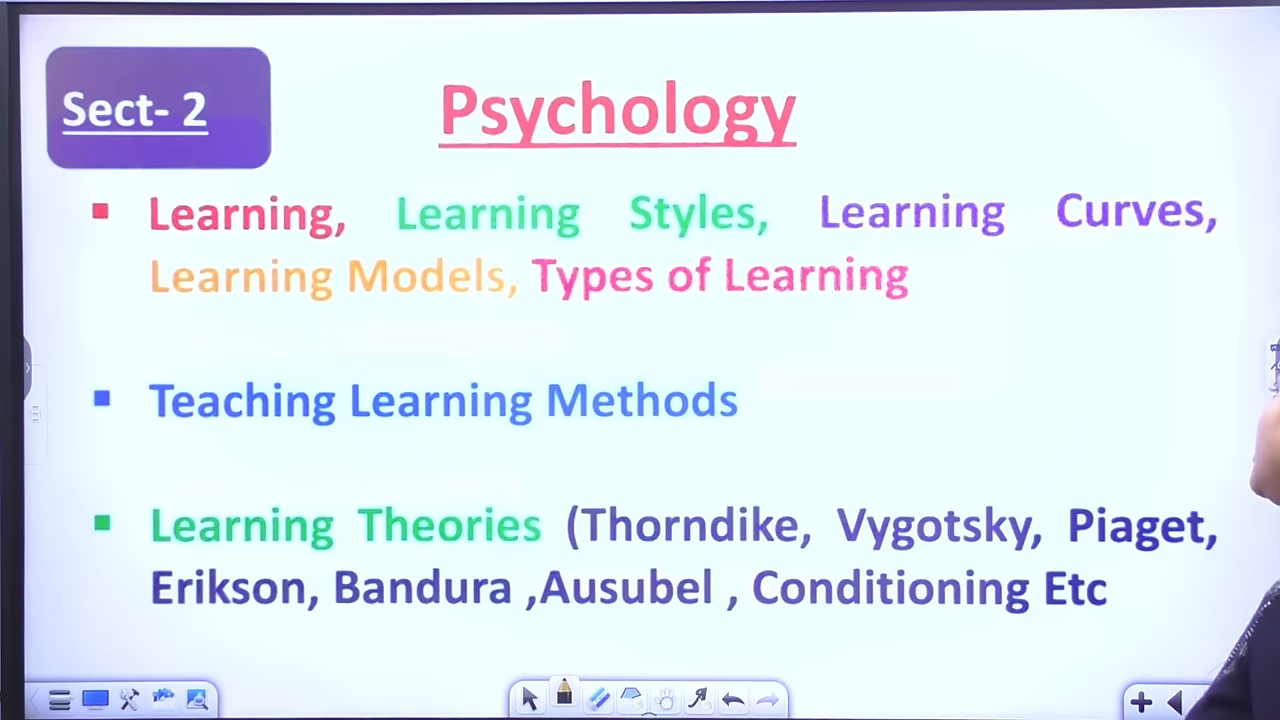 Sect- 2
Psychology
▪ Learning, Learning Styles, Learning Curves,
Learning Models, Types of Learning
▪ Teaching Learning Methods
▪ Learning Theories (Thorndike, Vygotsky, Piaget,
Erikson, Bandura ,Ausubel , Conditioning Etc